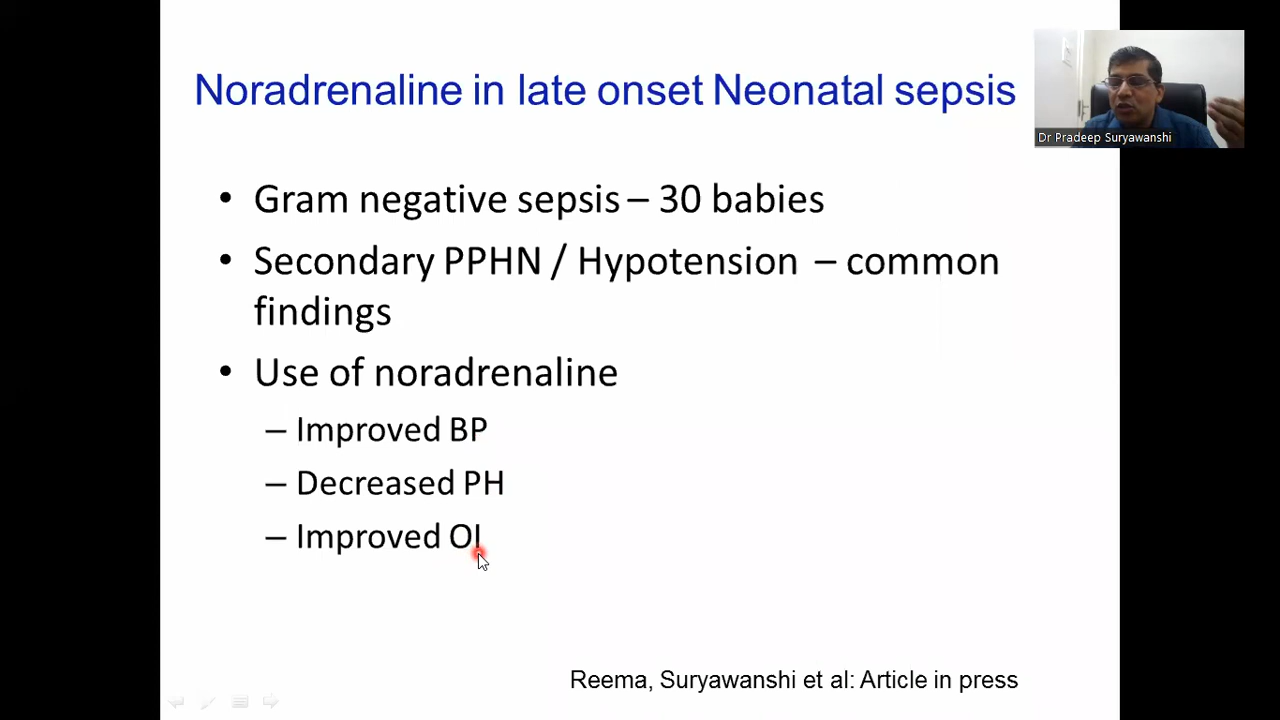 Noradrenaline in late onset Neonatal sepsis
Dr Pradeep Suryawanshi
• Gram negative sepsis – 30 babies
• Secondary PPHN / Hypotension – common
findings
• Use of noradrenaline
– Improved BP
– Decreased PH
– Improved OI
Reema, Suryawanshi et al: Article in press